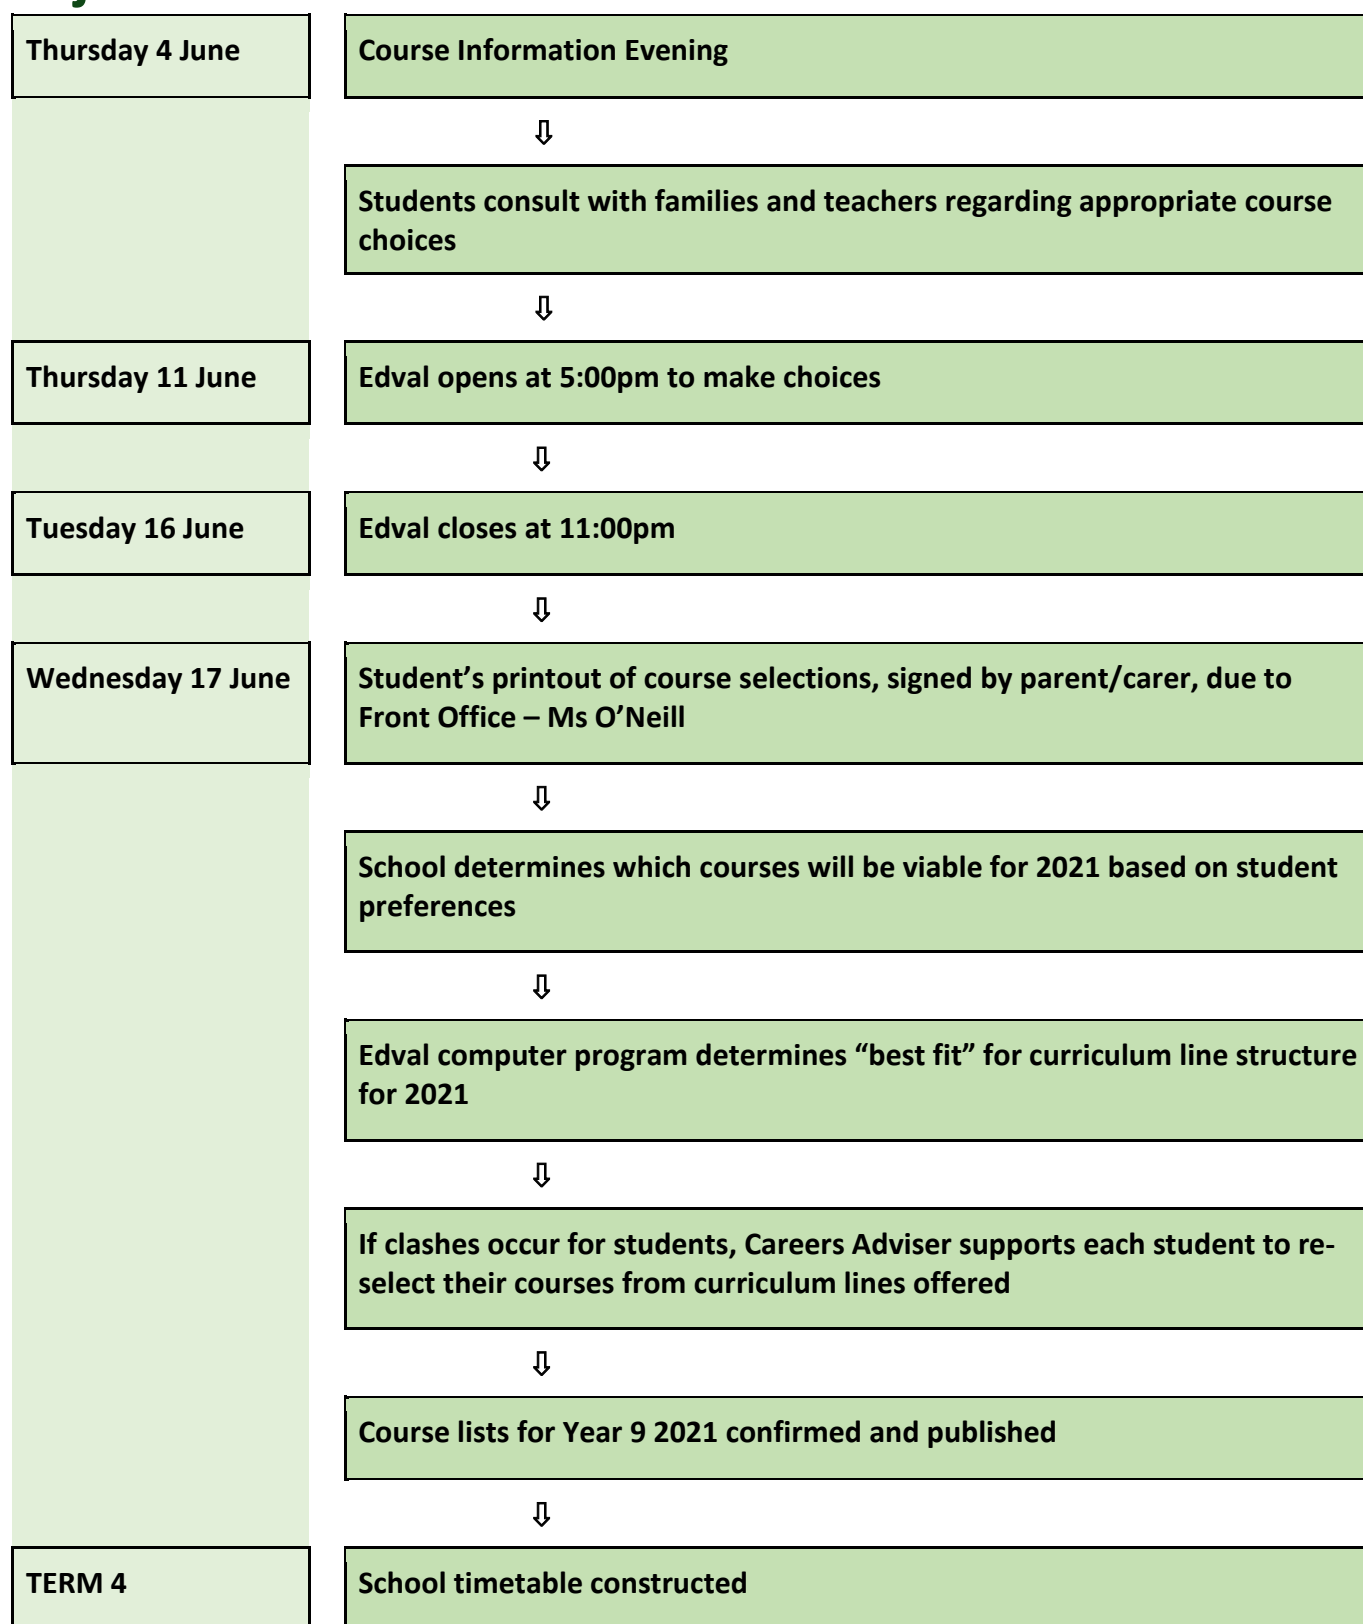 Thursday 4 June
Course Information Evening
⇩
Students consult with families and teachers regarding appropriate course
choices
⇩
Thursday 11 June
Edval opens at 5:00pm to make choices
⇩
Tuesday 16 June
Edval closes at 11:00pm
⇩
Wednesday 17 June
Student’s printout of course selections, signed by parent/carer, due to
Front Office – Ms O’Neill
⇩
School determines which courses will be viable for 2021 based on student
preferences
⇩
Edval computer program determines “best fit” for curriculum line structure
for 2021
⇩
If clashes occur for students, Careers Adviser supports each student to re-
select their courses from curriculum lines offered
⇩
Course lists for Year 9 2021 confirmed and published
⇩
TERM 4
School timetable constructed